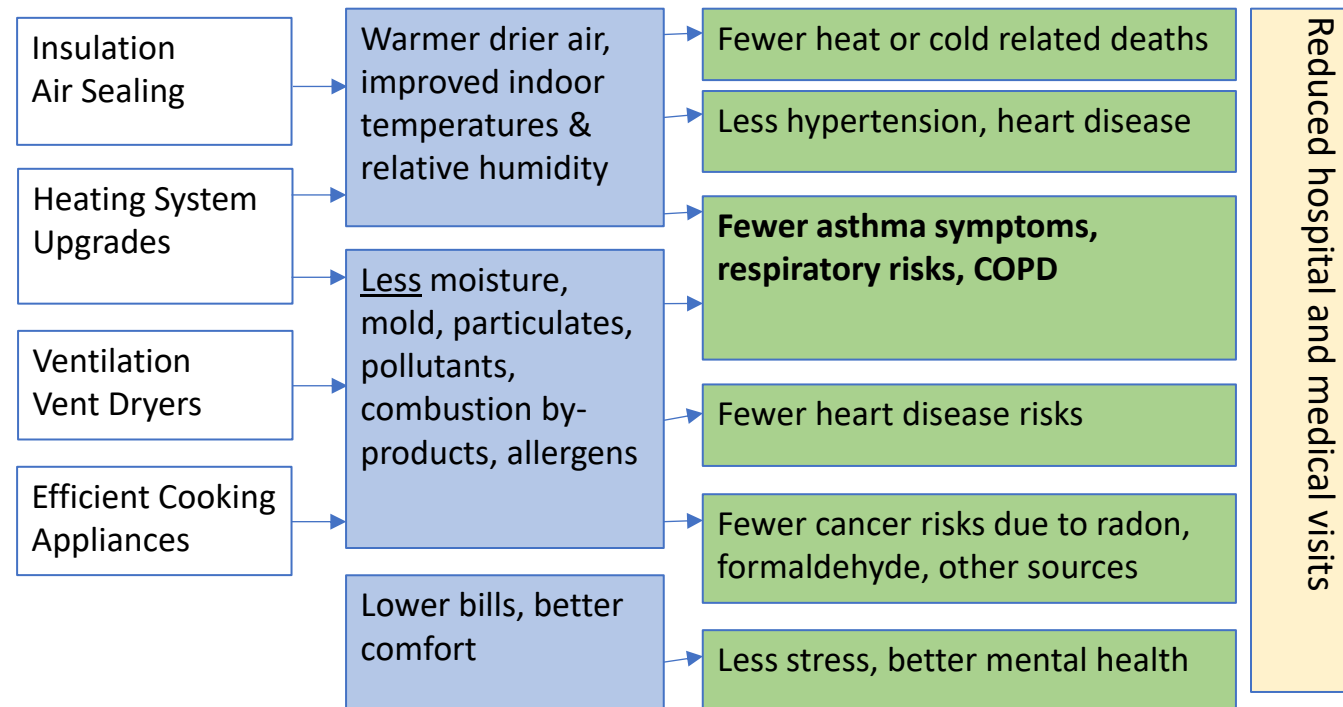 Insulation
Air Sealing
Heating System
Upgrades
Ventilation
Vent Dryers
Efficient Cooking
Appliances
Warmer drier air,
improved indoor
temperatures &
relative humidity
Less moisture,
mold, particulates,
pollutants,
combustion by-
products, allergens
Lower bills, better
comfort
Fewer heat or cold related deaths
Less hypertension, heart disease
Fewer asthma symptoms,
respiratory risks, COPD
Fewer heart disease risks
Fewer cancer risks due to radon,
formaldehyde, other sources
Less stress, better mental health
Reduced hospital and medical visits